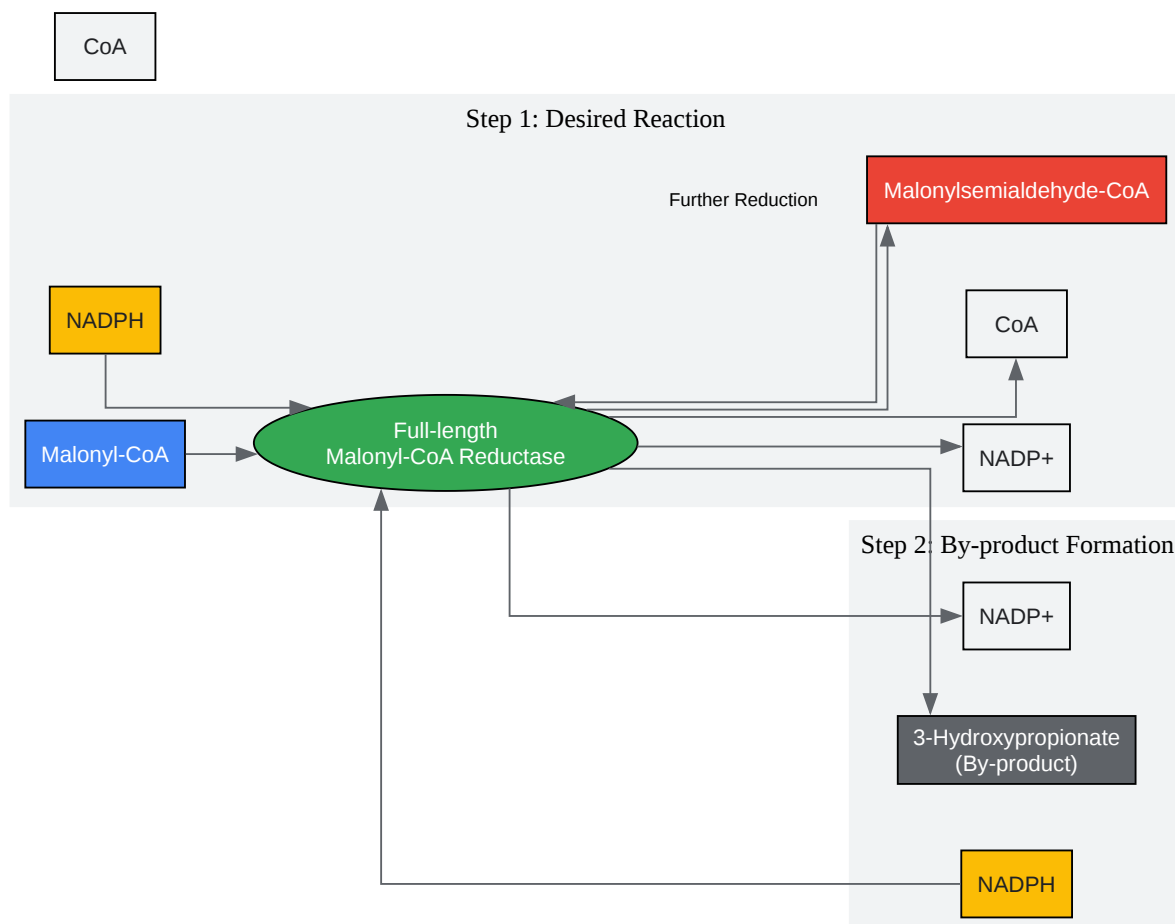 CoA
Step 1: Desired Reaction
Malonylsemialdehyde-CoA
Further Reduction
NADPH
CoA
Full-length
Malonyl-CoA Reductase
Malonyl-CoA
NADP+
Step 2: By-product Formation
NADP+
3-Hydroxypropionate
(By-product)
NADPH